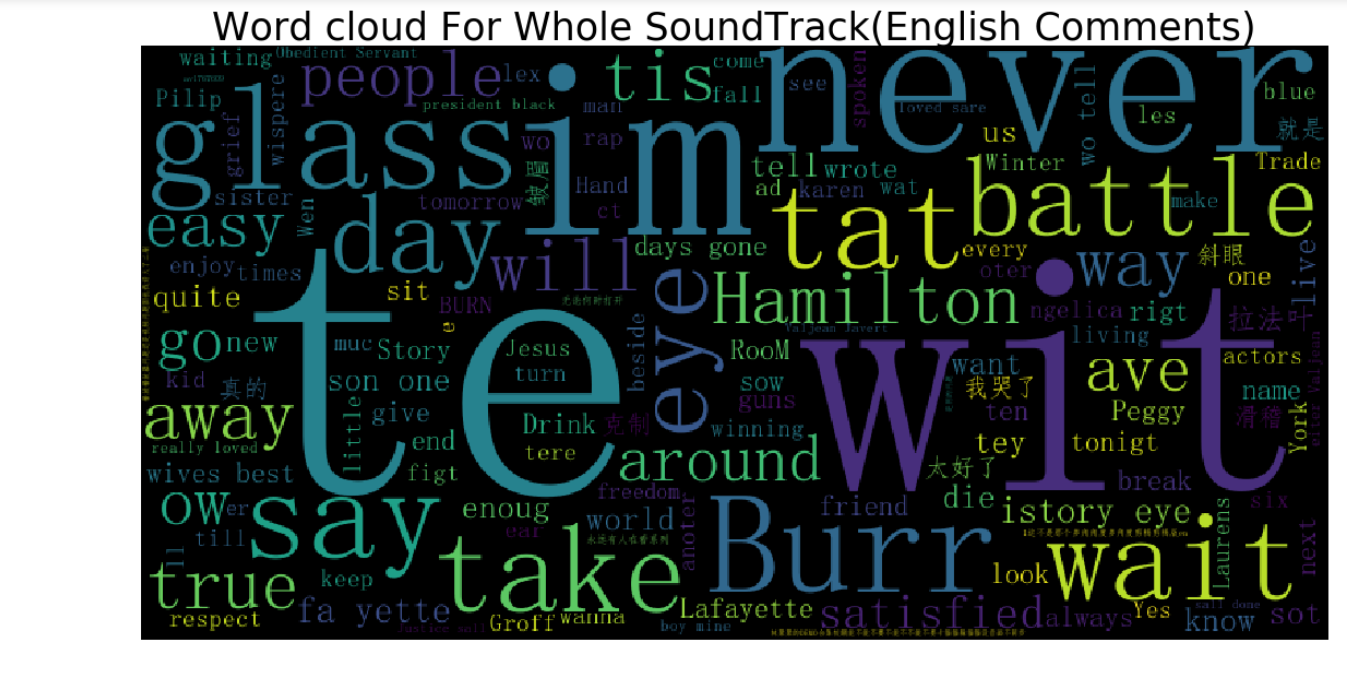 Word cloud For Whole SoundTrack(English Comments)
waiting
Obedient Servant
people
lex
tis
come
never
see
spoken
loved sare
wo tell
les
blue
Pilip
glass
grief
wispere
president black
im
man
fall
us
就是
wo
rap
皱眉
tell
wrote
Winter
Trade
sister
Wen
tomorrow
Hand
ct
ad
karen
wat
tat
battle
make
easy
day
will
days gone
every
oter
way
斜眼
one
live
enjoy
times
quite
sit
BURN
e
eye
Hamilton
ngelica
rigt
拉法叶
Valjean Javert
living
go
new
muc
Story
te
Jesus
turn
beside
RooM
wit
want
我哭了
ave
actors
kid
真的
son one
sow
guns
ten
Peggy
name
滑稽
York
away
really loved
little
give
end
figt
Drink
克制
tere
winning
around
tey
tonigt
太好了
wives best
break
ow
er
say
enoug
freedom
ear
world
anoter
Burr
friend
die
istory eye
six
Laurens
next
till
ll
true
keep
take
look
wait
respect
fa yette
Groff
wanna
Lafayette
boy mine
satisfied
always
Yes
know
sall done
sot